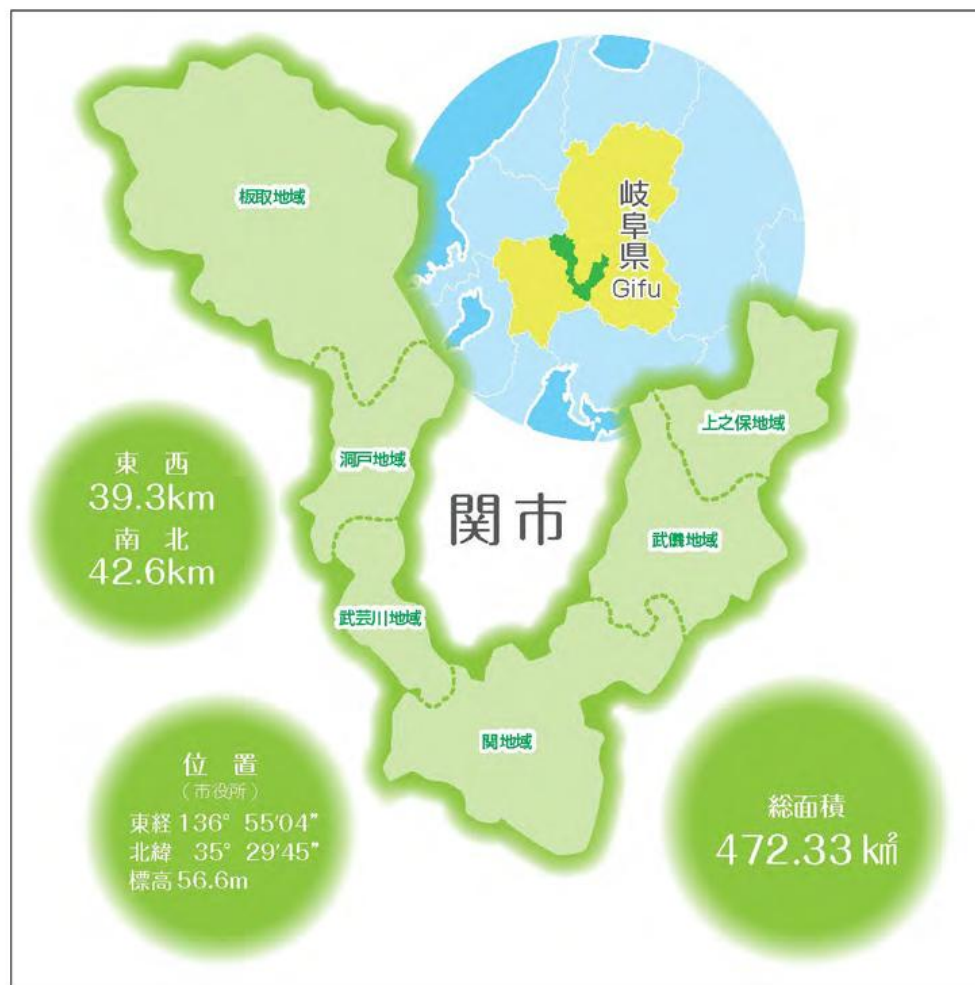 板取地域
岐阜県
Gifu
上之保地域
洞戸地域
東西
39.3km
南北
42.6km
関市
武儀地域
武芸川地域
関地域
位置
(市役所)
東経 136° 55'04"
北緯 35° 29'45"
標高 56.6m
総面積
472.33 ㎢